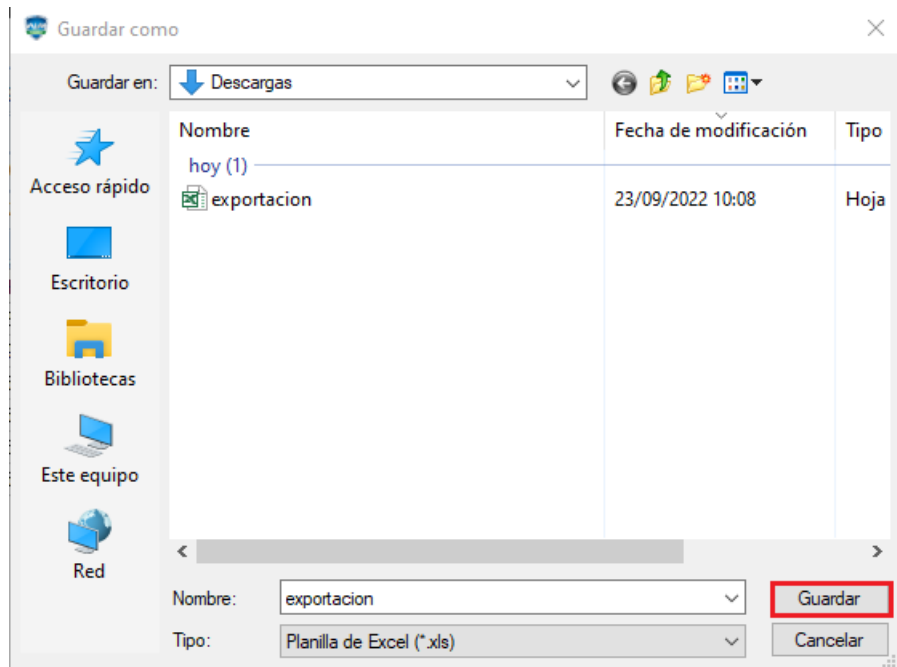 Guardar como
Guardar en: Descargas
Nombre Fecha de modificación Tipo
hoy (1)
exportacion 23/09/2022 10:08 Hoja
Acceso rápido
Escritorio
Bibliotecas
Este equipo
Red
Nombre: exportacion Guardar
Tipo: Planilla de Excel (*.xls) Cancelar